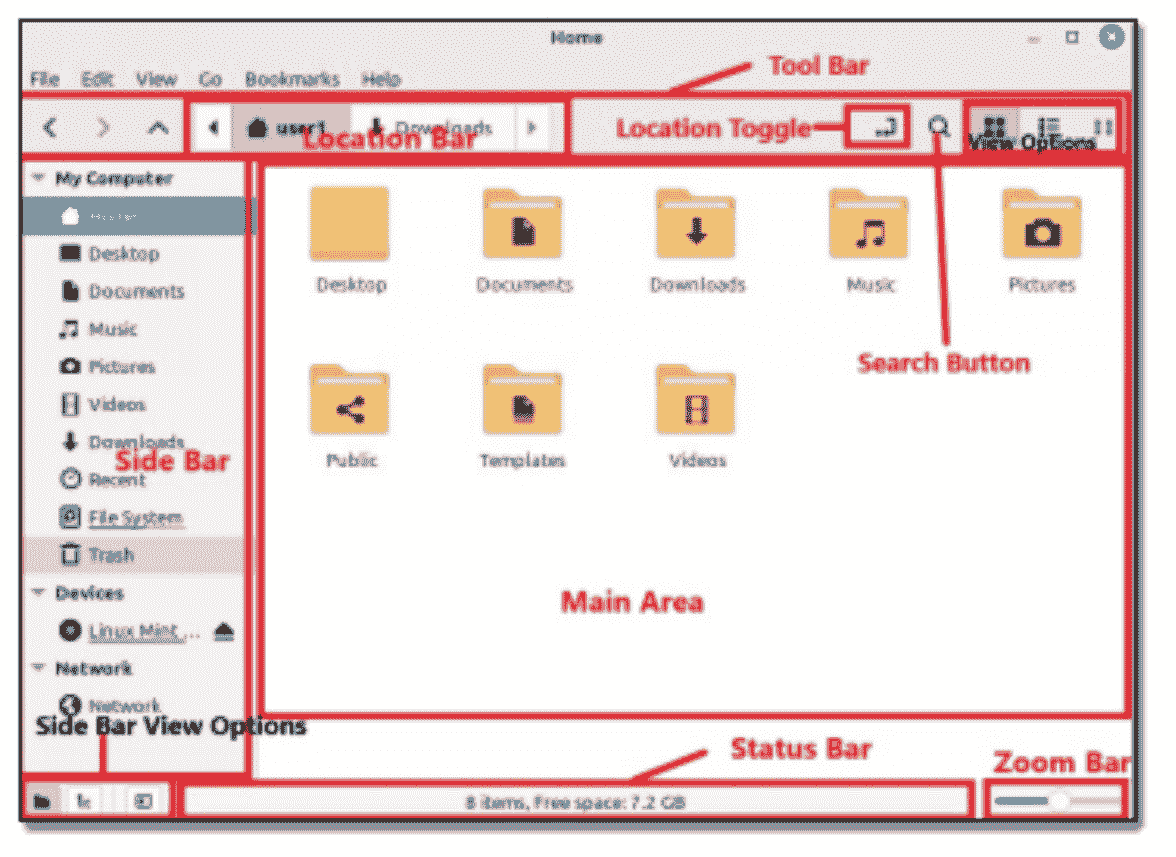 Home
File Edit View Go Bookmarks Help
Tool Bar
user1 Downloads
Location Bar
Location Toggle
View Options
My Computer
Desktop
Documents
Music
Pictures
Videos
Downloads
Side Bar
Recent
File System
Trash
Devices
Linux Mint ...
Network
Network
Side Bar View Options
Desktop Documents Downloads Music Pictures
Search Button
Public Templates Videos
Main Area
Status Bar
Zoom Bar
8 items, Free space: 7.2 GB